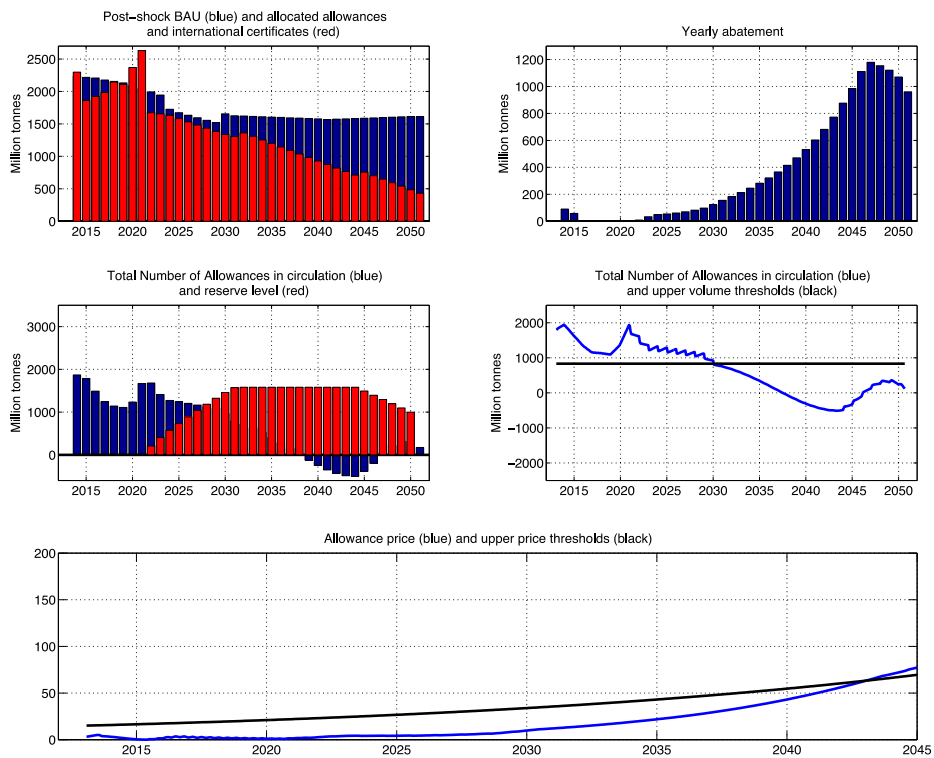 Post−shock BAU (blue) and allocated allowances
and international certificates (red)
Million tonnes
2500
2000
1500
1000
500
0
2015 2020 2025 2030 2035 2040 2045 2050
Yearly abatement
Million tonnes
1200
1000
800
600
400
200
0
2015 2020 2025 2030 2035 2040 2045 2050
Total Number of Allowances in circulation (blue)
and reserve level (red)
Million tonnes
3000
2000
1000
0
2015 2020 2025 2030 2035 2040 2045 2050
Total Number of Allowances in circulation (blue)
and upper volume thresholds (black)
Million tonnes
2000
1000
0
−1000
−2000
2015 2020 2025 2030 2035 2040 2045 2050
Allowance price (blue) and upper price thresholds (black)
200
150
100
50
0
2015 2020 2025 2030 2035 2040 2045